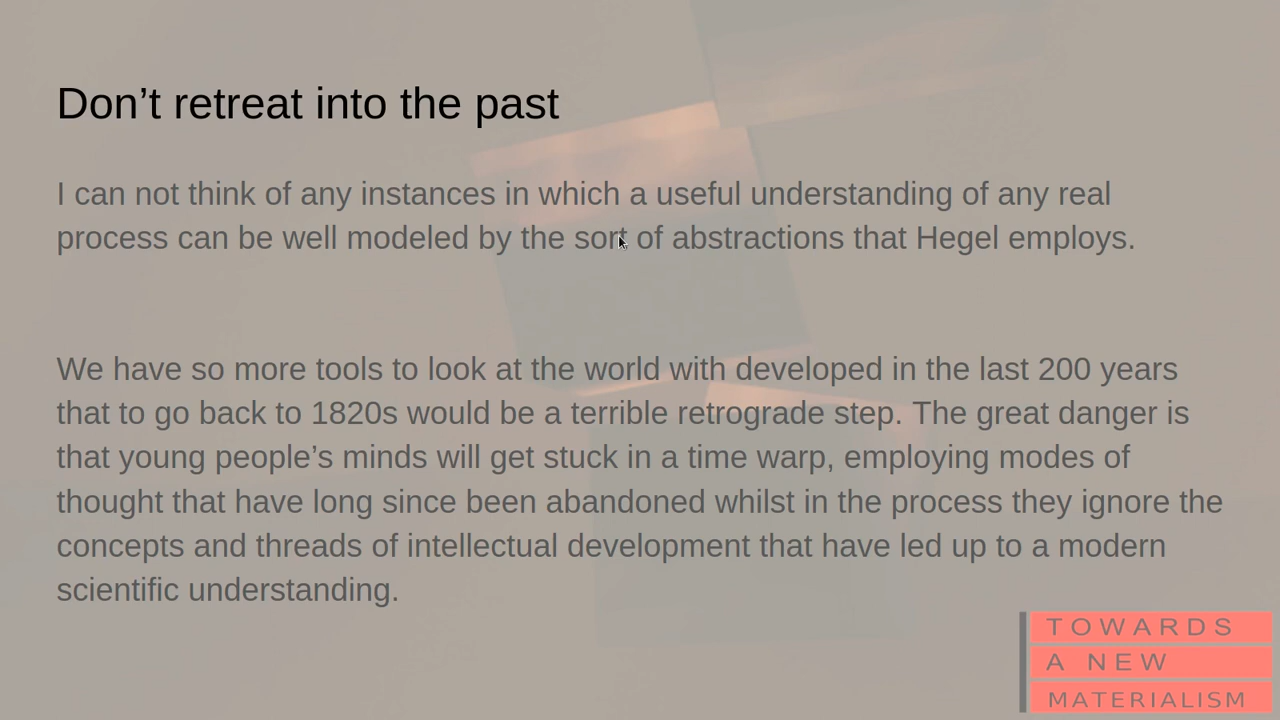 Don’t retreat into the past
I can not think of any instances in which a useful understanding of any real
process can be well modeled by the sort of abstractions that Hegel employs.
We have so more tools to look at the world with developed in the last 200 years
that to go back to 1820s would be a terrible retrograde step. The great danger is
that young people’s minds will get stuck in a time warp, employing modes of
thought that have long since been abandoned whilst in the process they ignore the
concepts and threads of intellectual development that have led up to a modern
scientific understanding.
TOWARDS
A NEW
MATERIALISM